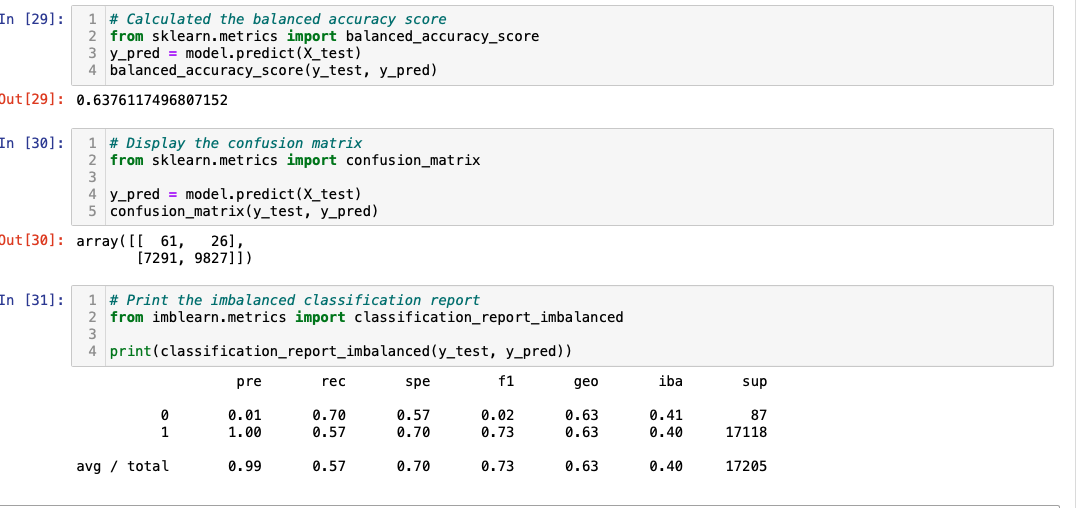 In [29]:
1 # Calculated the balanced accuracy score
2 from sklearn.metrics import balanced_accuracy_score
3 y_pred = model.predict(X_test)
4 balanced_accuracy_score(y_test, y_pred)
Out[29]: 0.6376117496807152
In [30]:
1 # Display the confusion matrix
2 from sklearn.metrics import confusion_matrix
3
4 y_pred = model.predict(X_test)
5 confusion_matrix(y_test, y_pred)
Out[30]: array([[ 61, 26],
[7291, 9827]])
In [31]:
1 # Print the imbalanced classification report
2 from imblearn.metrics import classification_report_imbalanced
3
4 print(classification_report_imbalanced(y_test, y_pred))
pre rec spe f1 geo iba sup
0 0.01 0.70 0.57 0.02 0.63 0.41 87
1 1.00 0.57 0.70 0.73 0.63 0.40 17118
avg / total 0.99 0.57 0.70 0.73 0.63 0.40 17205